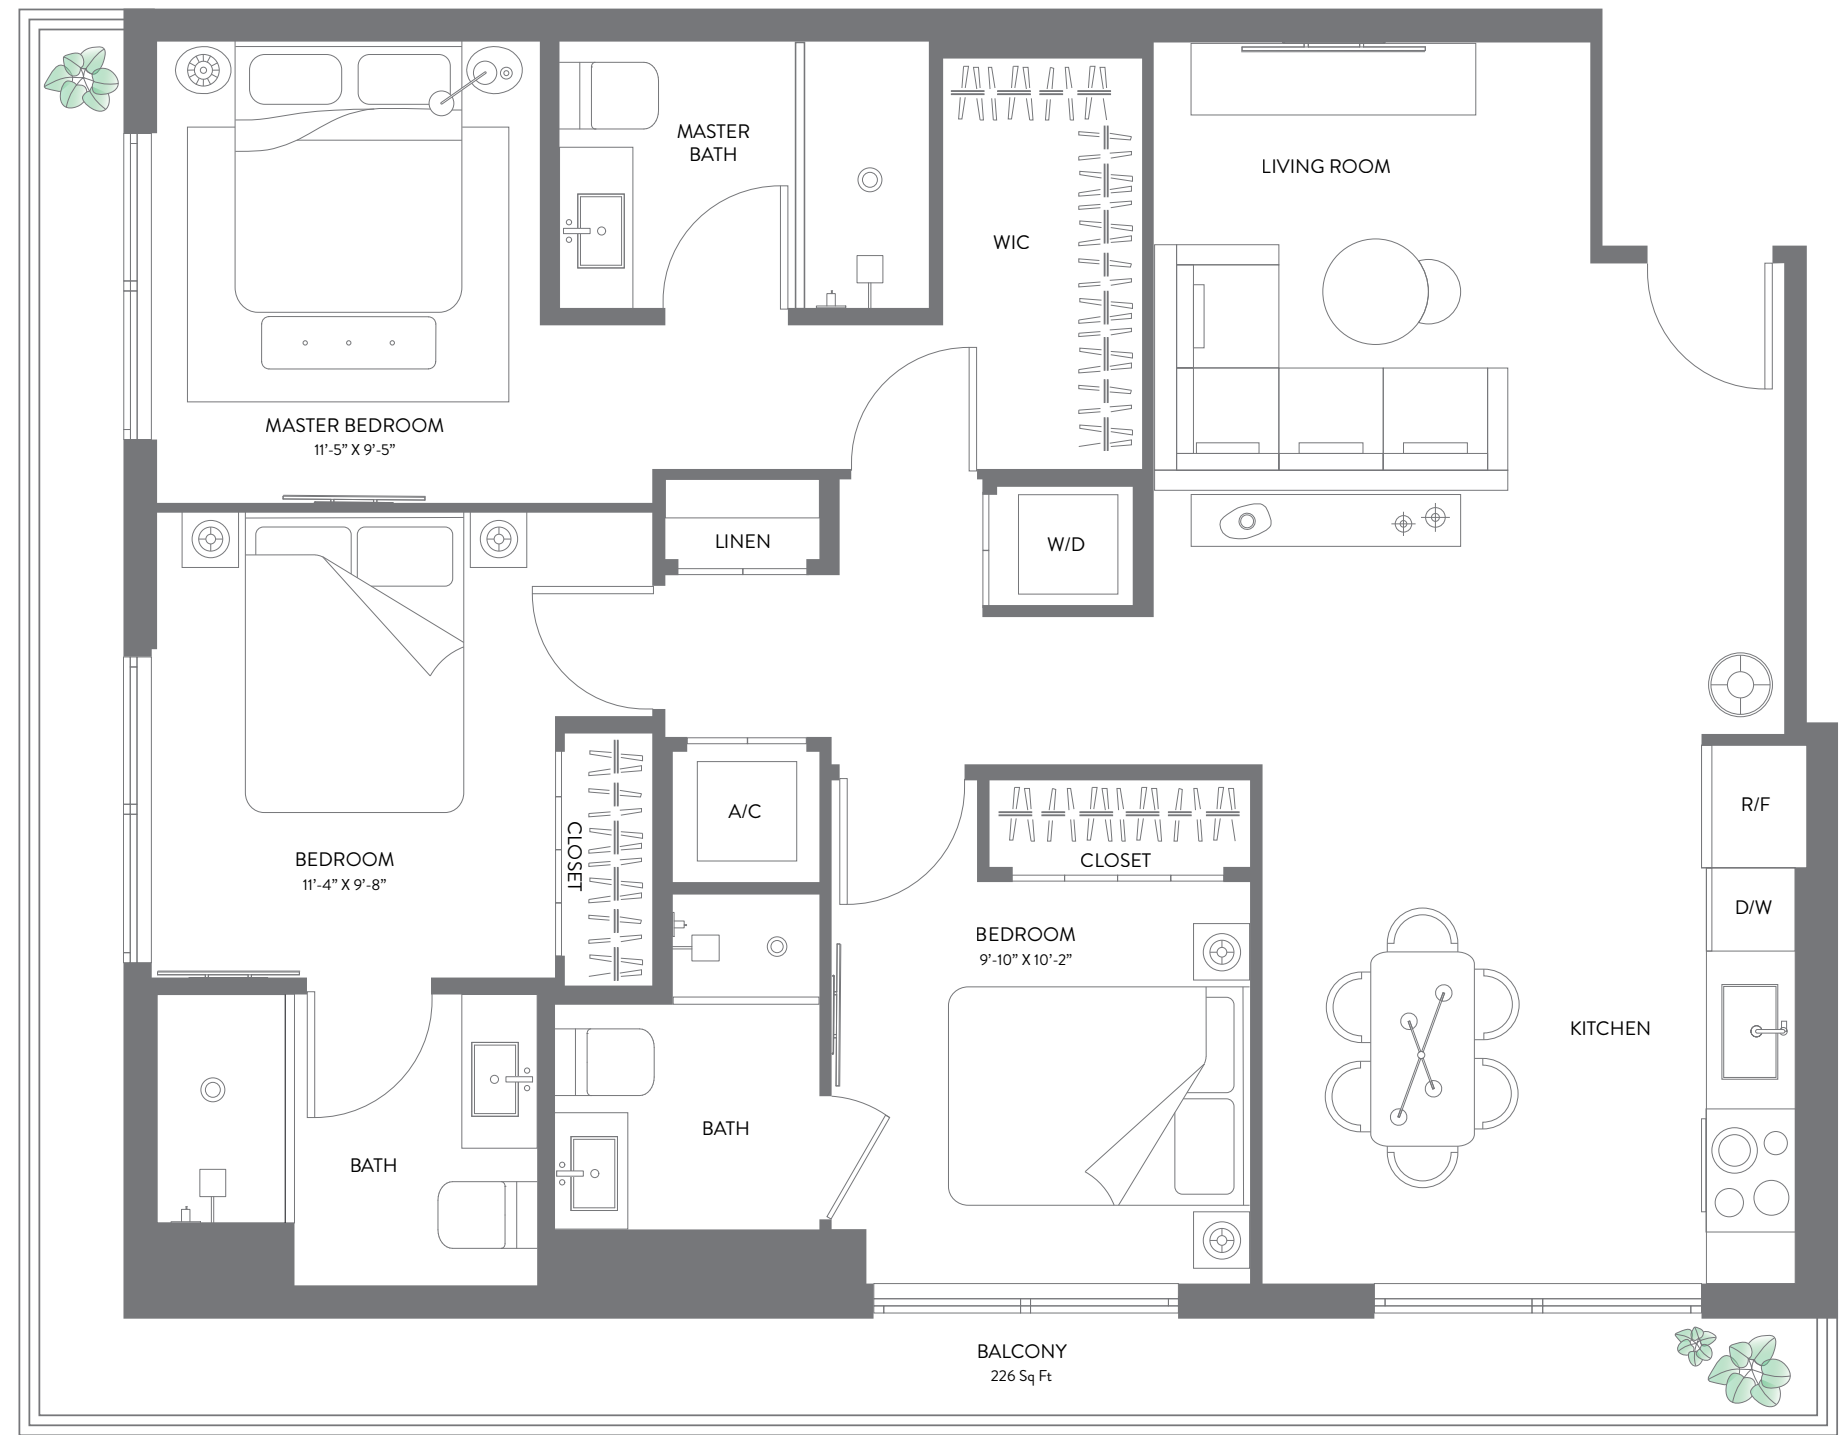 MASTER
BATH
LIVING ROOM
WIC
MASTER BEDROOM
11’-5” X 9’-5”
LINEN
W/D
R/F
A/C
CLOSET
BEDROOM
11’-4” X 9’-8”
CLOSET
D/W
BEDROOM
9’-10” X 10’-2”
KITCHEN
BATH
BATH
BALCONY
226 Sq Ft